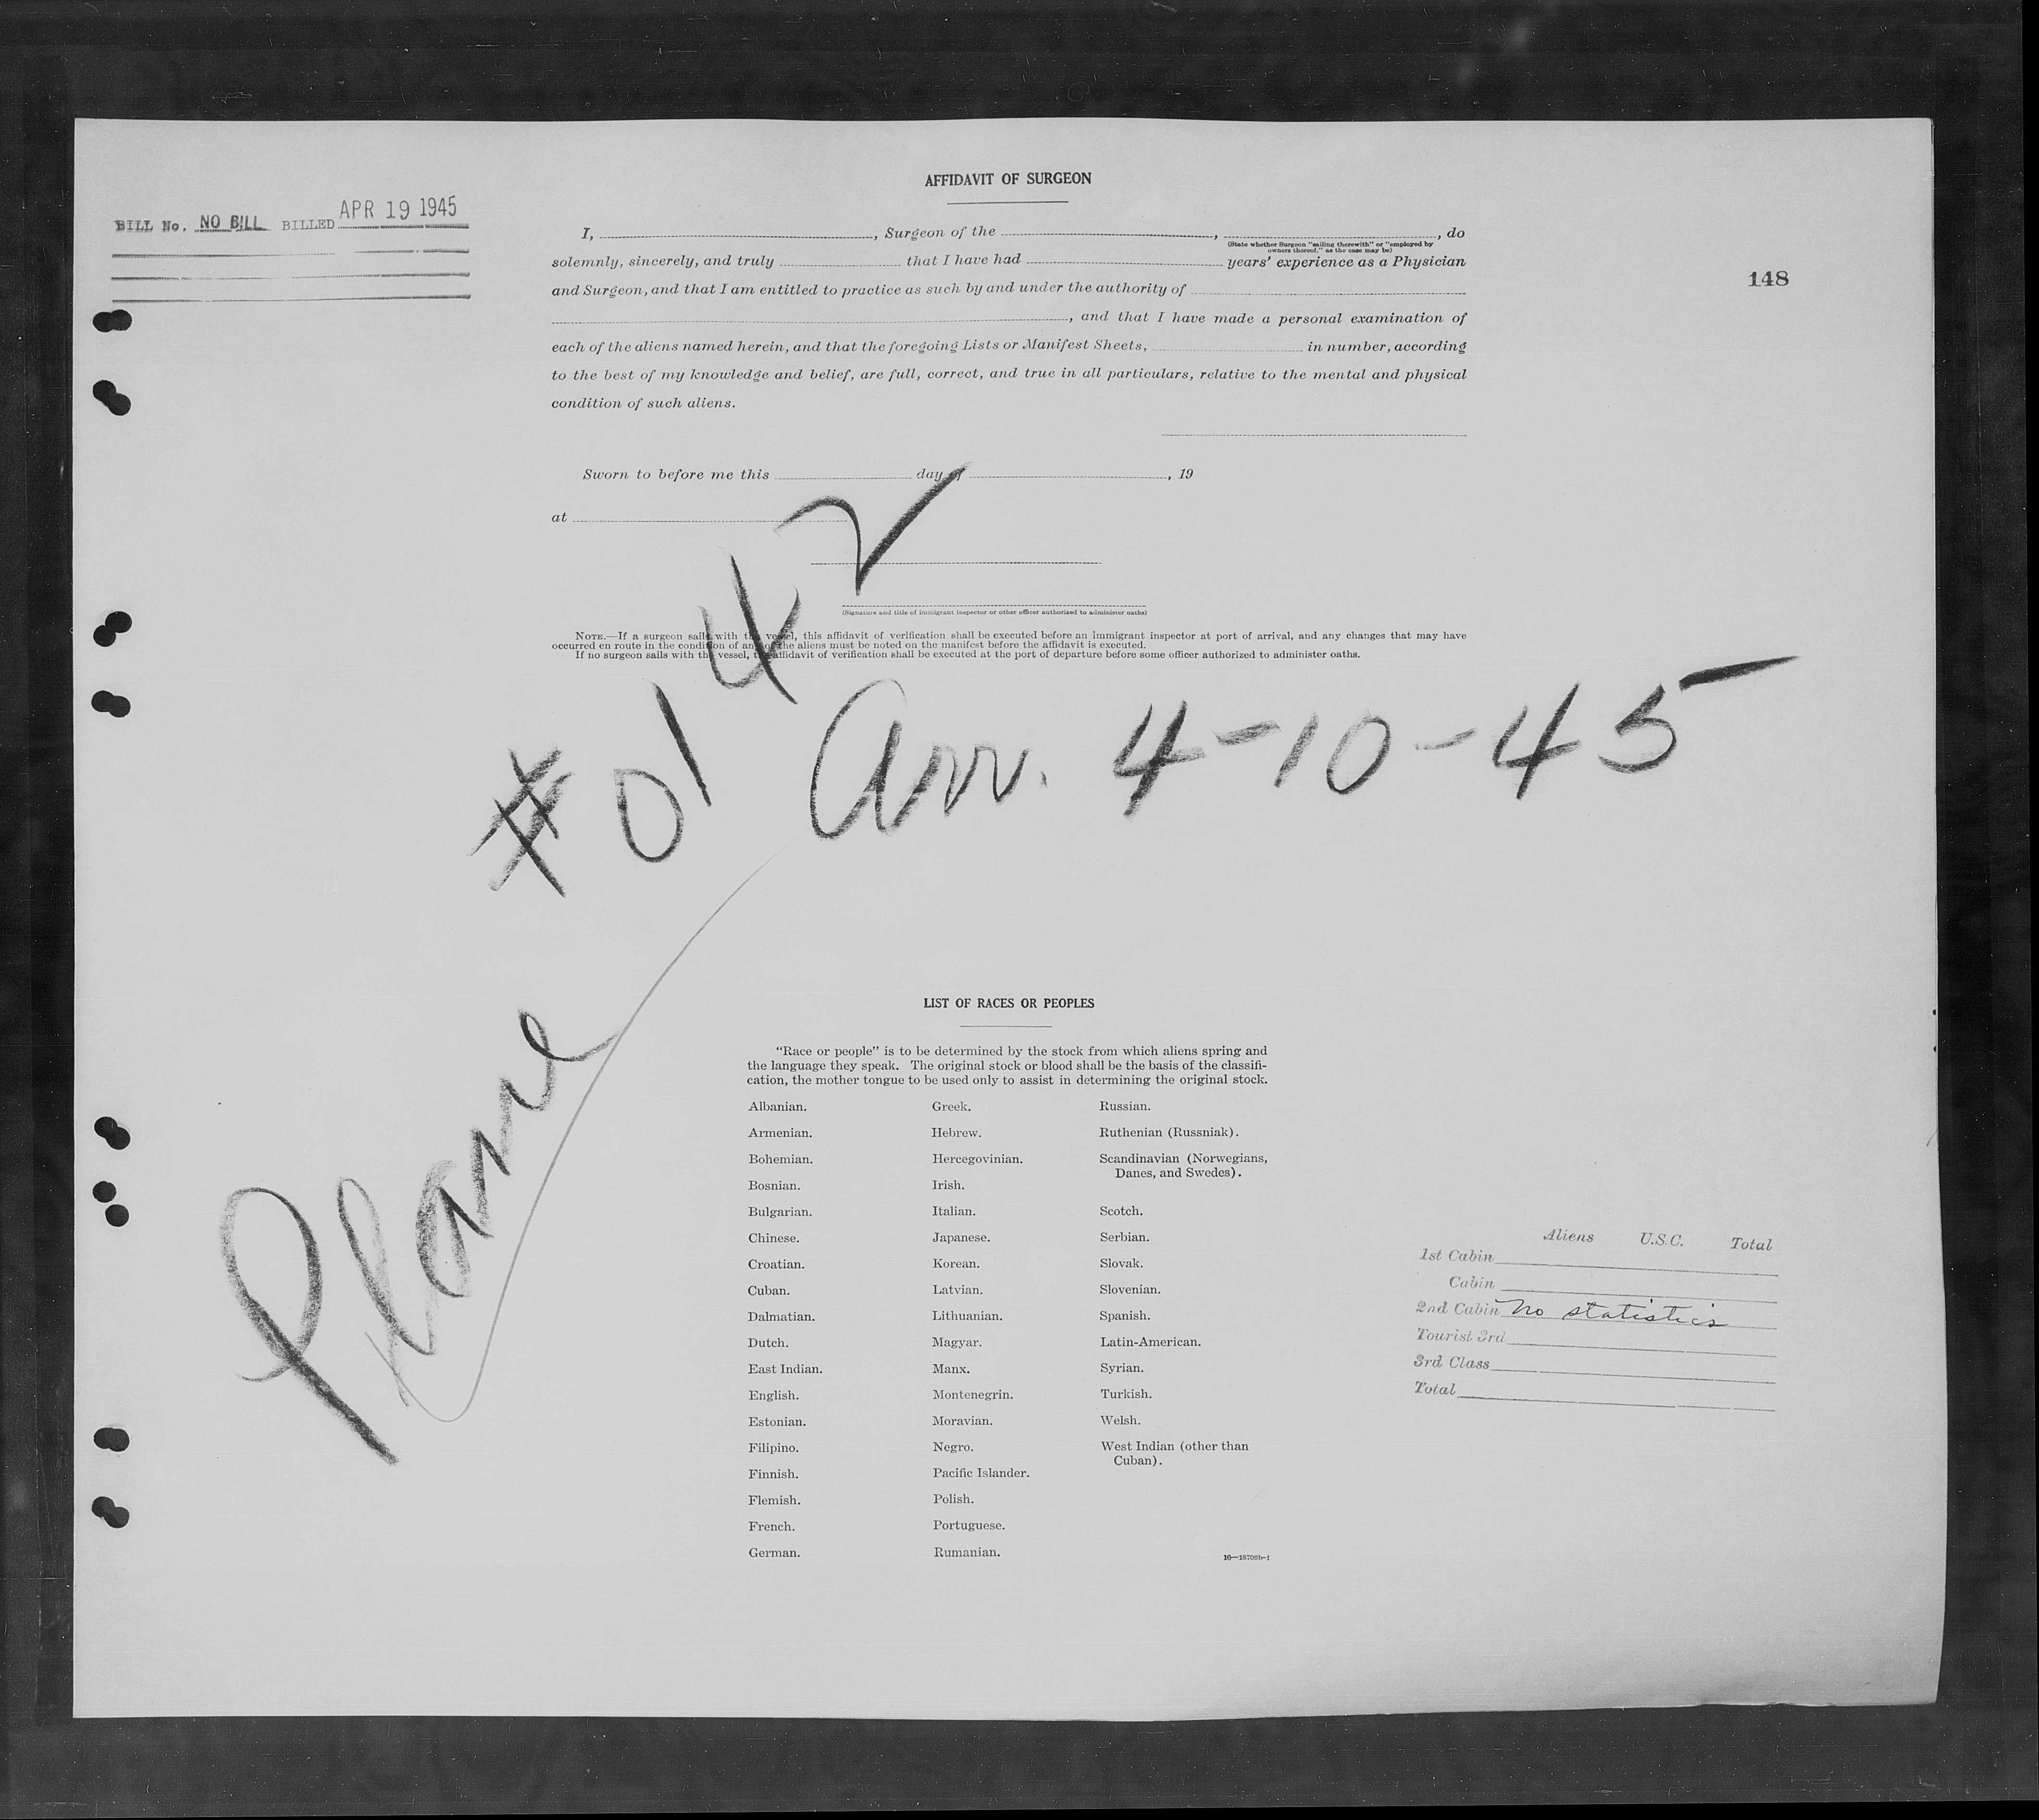 AFFIDAVIT OF SURGEON
BILL No. NO BILL BILLED APR 19 1945
148
I, , Surgeon of the , , do
(State whether Surgeon "sailing therewith" or "employed by
owners thereof," as the case may be)
solemnly, sincerely, and truly that I have had years' experience as a Physician
and Surgeon, and that I am entitled to practice as such by and under the authority of
, and that I have made a personal examination of
each of the aliens named herein, and that the foregoing Lists or Manifest Sheets, in number, according
to the best of my knowledge and belief, are full, correct, and true in all particulars, relative to the mental and physical
condition of such aliens.
Sworn to before me this day of , 19
at
(Signature and title of immigrant inspector or other officer authorized to administer oaths)
NOTE.—If a surgeon sails with the vessel, this affidavit of verification shall be executed before an immigrant inspector at port of arrival, and any changes that may have
occurred en route in the condition of any of the aliens must be noted on the manifest before the affidavit is executed.
If no surgeon sails with the vessel, the affidavit of verification shall be executed at the port of departure before some officer authorized to administer oaths.
Plane #0142
Arr. 4-10-45
LIST OF RACES OR PEOPLES
"Race or people" is to be determined by the stock from which aliens spring and
the language they speak. The original stock or blood shall be the basis of the classifi-
cation, the mother tongue to be used only to assist in determining the original stock.
Albanian.
Armenian.
Bohemian.
Bosnian.
Bulgarian.
Chinese.
Croatian.
Cuban.
Dalmatian.
Dutch.
East Indian.
English.
Estonian.
Filipino.
Finnish.
Flemish.
French.
German.
Greek.
Hebrew.
Hercegovinian.
Irish.
Italian.
Japanese.
Korean.
Latvian.
Lithuanian.
Magyar.
Manx.
Montenegrin.
Moravian.
Negro.
Pacific Islander.
Polish.
Portuguese.
Rumanian.
Russian.
Ruthenian (Russniak).
Scandinavian (Norwegians,
Danes, and Swedes).
Scotch.
Serbian.
Slovak.
Slovenian.
Spanish.
Latin-American.
Syrian.
Turkish.
Welsh.
West Indian (other than
Cuban).
16—18709b-1
Aliens U.S.C. Total
1st Cabin
Cabin
2nd Cabin No statistics
Tourist 3rd
3rd Class
Total